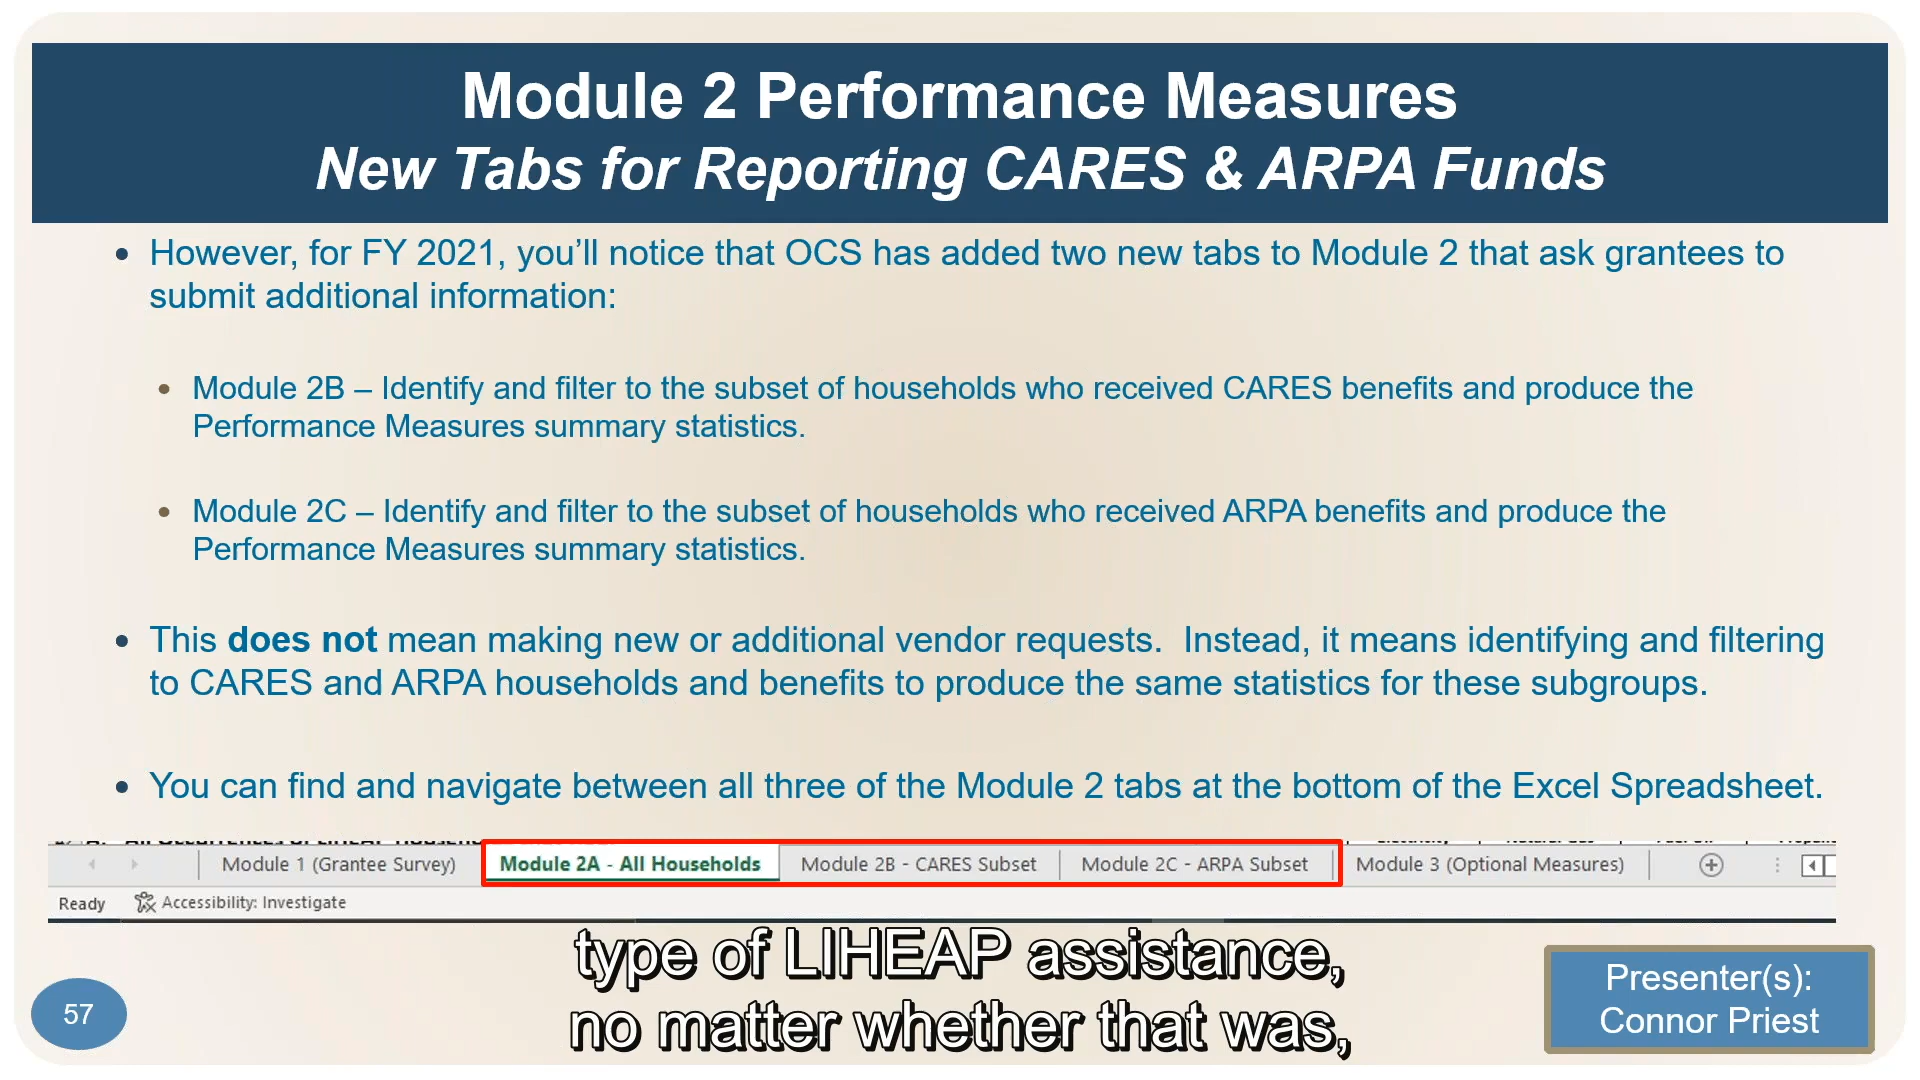 Module 2 Performance Measures
New Tabs for Reporting CARES & ARPA Funds
• However, for FY 2021, you’ll notice that OCS has added two new tabs to Module 2 that ask grantees to
submit additional information:
• Module 2B – Identify and filter to the subset of households who received CARES benefits and produce the
Performance Measures summary statistics.
• Module 2C – Identify and filter to the subset of households who received ARPA benefits and produce the
Performance Measures summary statistics.
• This does not mean making new or additional vendor requests.  Instead, it means identifying and filtering
to CARES and ARPA households and benefits to produce the same statistics for these subgroups.
• You can find and navigate between all three of the Module 2 tabs at the bottom of the Excel Spreadsheet.
Module 1 (Grantee Survey) Module 2A - All Households Module 2B - CARES Subset Module 2C - ARPA Subset Module 3 (Optional Measures)
Ready Accessibility: Investigate
type of LIHEAP assistance,
no matter whether that was,
57
Presenter(s):
Connor Priest